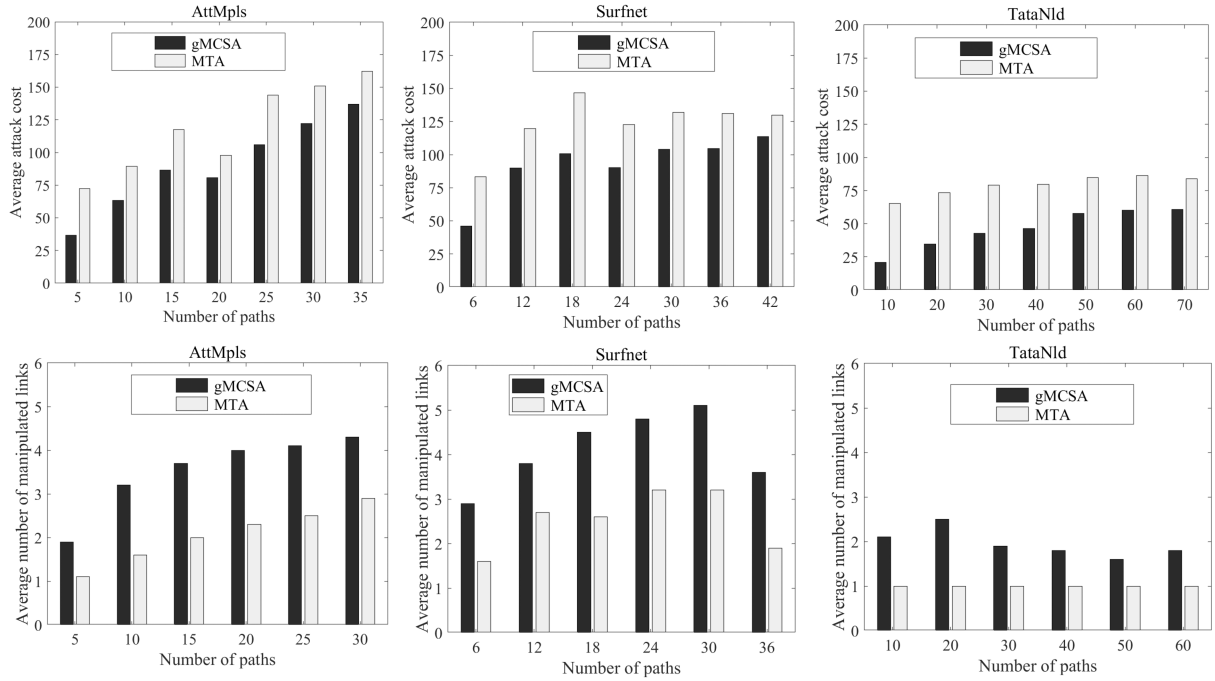 AttMpls
Average attack cost
200
175
150
125
100
75
50
25
0
gMCSA
MTA
5 10 15 20 25 30 35
Number of paths
Surfnet
Average attack cost
200
175
150
125
100
75
50
25
0
gMCSA
MTA
6 12 18 24 30 36 42
Number of paths
TataNld
Average attack cost
200
175
150
125
100
75
50
25
0
gMCSA
MTA
10 20 30 40 50 60 70
Number of paths
AttMpls
Average number of manipulated links
6
5
4
3
2
1
0
gMCSA
MTA
5 10 15 20 25 30
Number of paths
Surfnet
Average number of manipulated links
6
5
4
3
2
1
0
gMCSA
MTA
6 12 18 24 30 36
Number of paths
TataNld
Average number of manipulated links
6
5
4
3
2
1
0
gMCSA
MTA
10 20 30 40 50 60
Number of paths